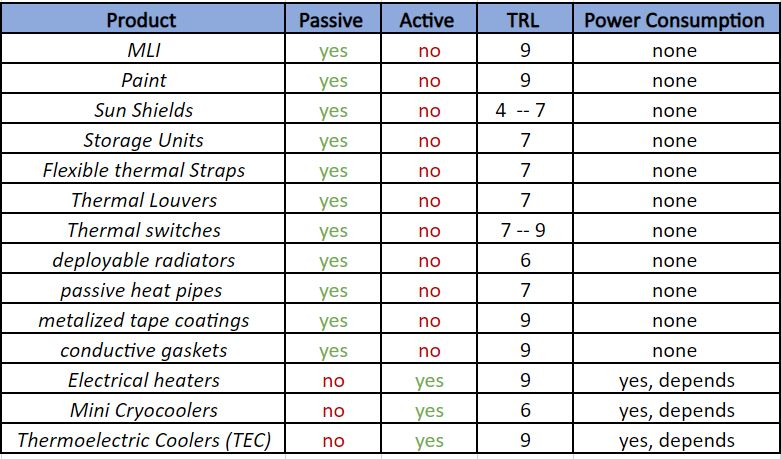 Product Passive Active TRL Power Consumption
MLI yes no 9 none
Paint yes no 9 none
Sun Shields yes no 4 -- 7 none
Storage Units yes no 7 none
Flexible thermal Straps yes no 7 none
Thermal Louvers yes no 7 none
Thermal switches yes no 7 -- 9 none
deployable radiators yes no 6 none
passive heat pipes yes no 7 none
metalized tape coatings yes no 9 none
conductive gaskets yes no 9 none
Electrical heaters no yes 9 yes, depends
Mini Cryocoolers no yes 6 yes, depends
Thermoelectric Coolers (TEC) no yes 9 yes, depends